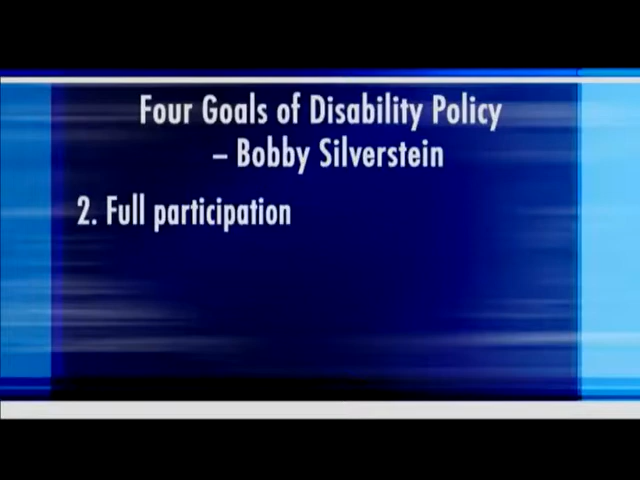 Four Goals of Disability Policy
– Bobby Silverstein
2. Full participation